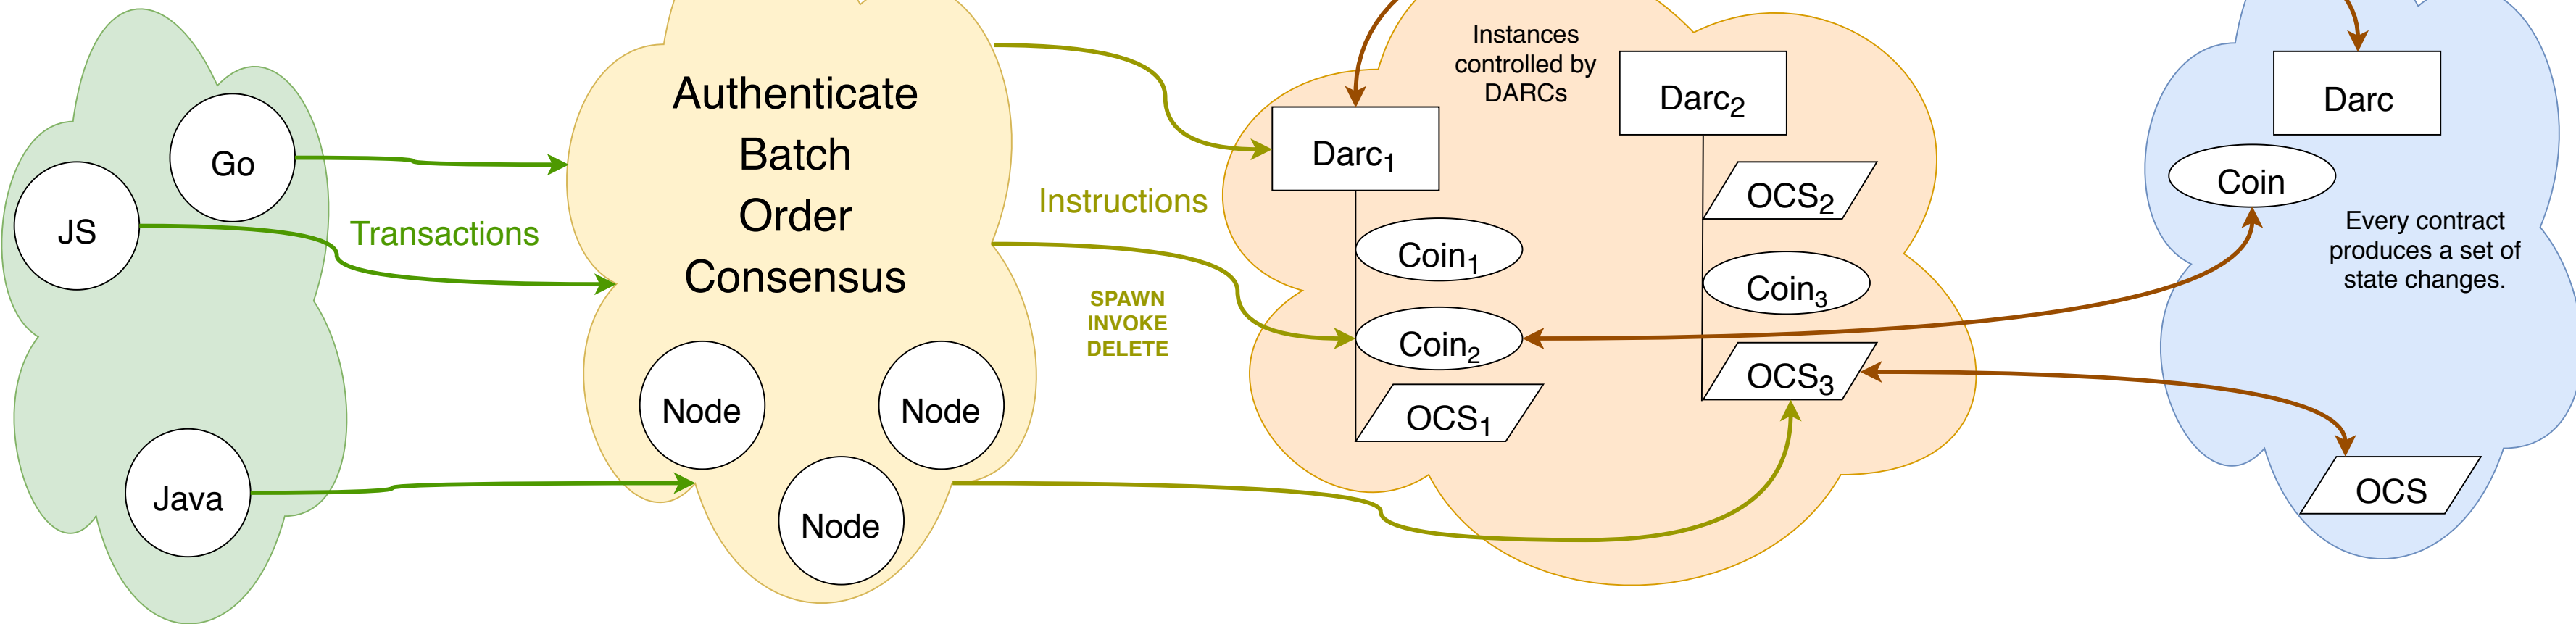 Go
JS
Java
Transactions
Authenticate
Batch
Order
Consensus
Node
Node
Node
Instructions
SPAWN
INVOKE
DELETE
Instances
controlled by
DARCs
Darc1
Coin1
Coin2
OCS1
Darc2
OCS2
Coin3
OCS3
Darc
Coin
Every contract
produces a set of
state changes.
OCS